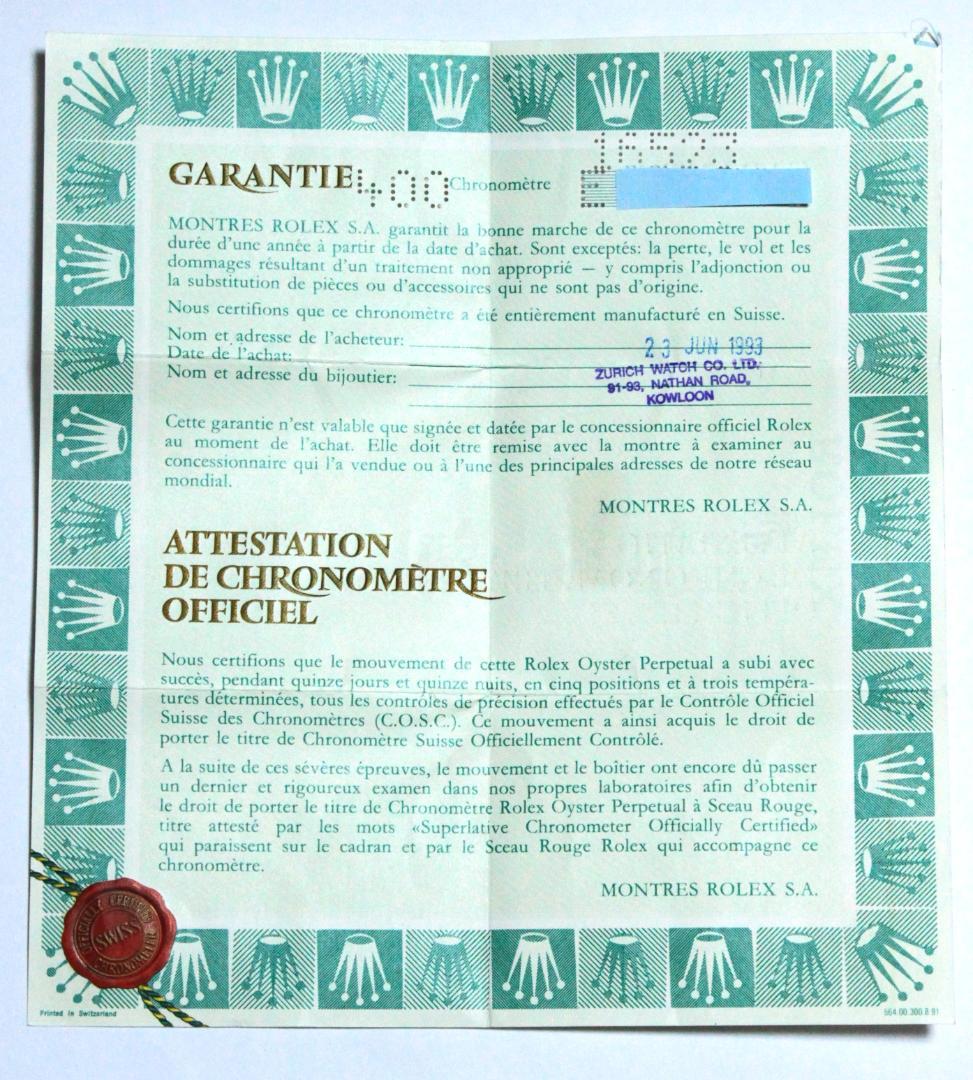 16523
GARANTIE 400 Chronomètre E
MONTRES ROLEX S.A. garantit la bonne marche de ce chronomètre pour la
durée d'une année à partir de la date d'achat. Sont exceptés: la perte, le vol et les
dommages résultant d'un traitement non approprié — y compris l'adjonction ou
la substitution de pièces ou d'accessoires qui ne sont pas d'origine.
Nous certifions que ce chronomètre a été entièrement manufacturé en Suisse.
Nom et adresse de l'acheteur:
23 JUN 1993
Date de l'achat:
Nom et adresse du bijoutier:
ZURICH WATCH CO. LTD.
91-93, NATHAN ROAD,
KOWLOON
Cette garantie n'est valable que signée et datée par le concessionnaire officiel Rolex
au moment de l'achat. Elle doit être remise avec la montre à examiner au
concessionnaire qui l'a vendue ou à l'une des principales adresses de notre réseau
mondial.
MONTRES ROLEX S.A.
ATTESTATION
DE CHRONOMÈTRE
OFFICIEL
Nous certifions que le mouvement de cette Rolex Oyster Perpetual a subi avec
succès, pendant quinze jours et quinze nuits, en cinq positions et à trois tempéra-
tures déterminées, tous les contrôles de précision effectués par le Contrôle Officiel
Suisse des Chronomètres (C.O.S.C.). Ce mouvement a ainsi acquis le droit de
porter le titre de Chronomètre Suisse Officiellement Contrôlé.
A la suite de ces sévères épreuves, le mouvement et le boîtier ont encore dû passer
un dernier et rigoureux examen dans nos propres laboratoires afin d'obtenir
le droit de porter le titre de Chronomètre Rolex Oyster Perpetual à Sceau Rouge,
titre attesté par les mots «Superlative Chronometer Officially Certified»
qui paraissent sur le cadran et par le Sceau Rouge Rolex qui accompagne ce
chronomètre.
MONTRES ROLEX S.A.
OFFICIALLY CERTIFIED
SWISS
CHRONOMETER
Printed in Switzerland
564.00.300.8.91